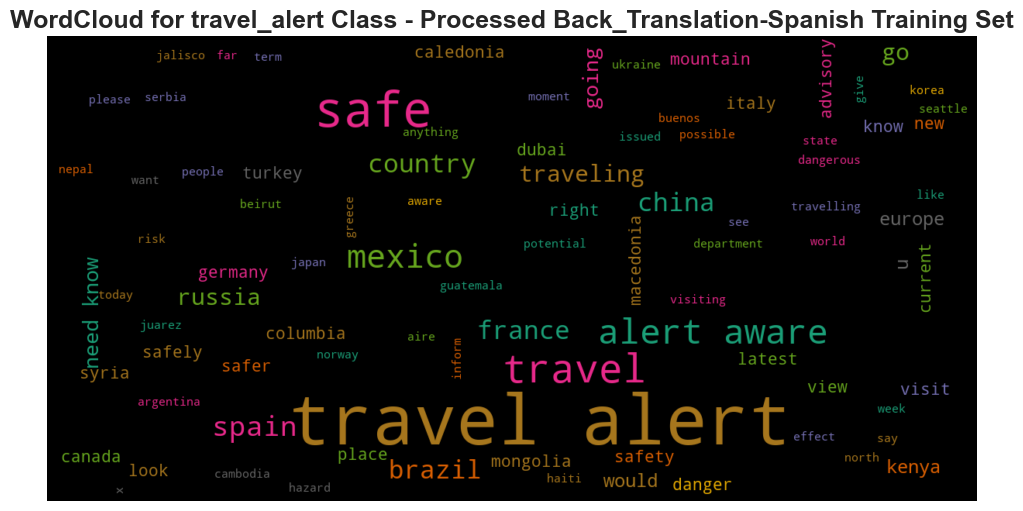 WordCloud for travel_alert Class - Processed Back_Translation-Spanish Training Set
jalisco far term caledonia going ukraine mountain advisory go
please serbia safe moment italy give korea seattle
anything buenos issued possible know new
nepal want people turkey country dubai traveling state dangerous
beirut greece aware right china see travelling like europe
risk potential macedonia department world u
need know today germany japan mexico guatemala visiting current
russia
juarez columbia france alert aware
safely safer norway aire inform travel latest
syria view visit
argentina travel alert week
spain effect say
canada look place brazil mongolia safety north kenya
x cambodia hazard haiti would danger